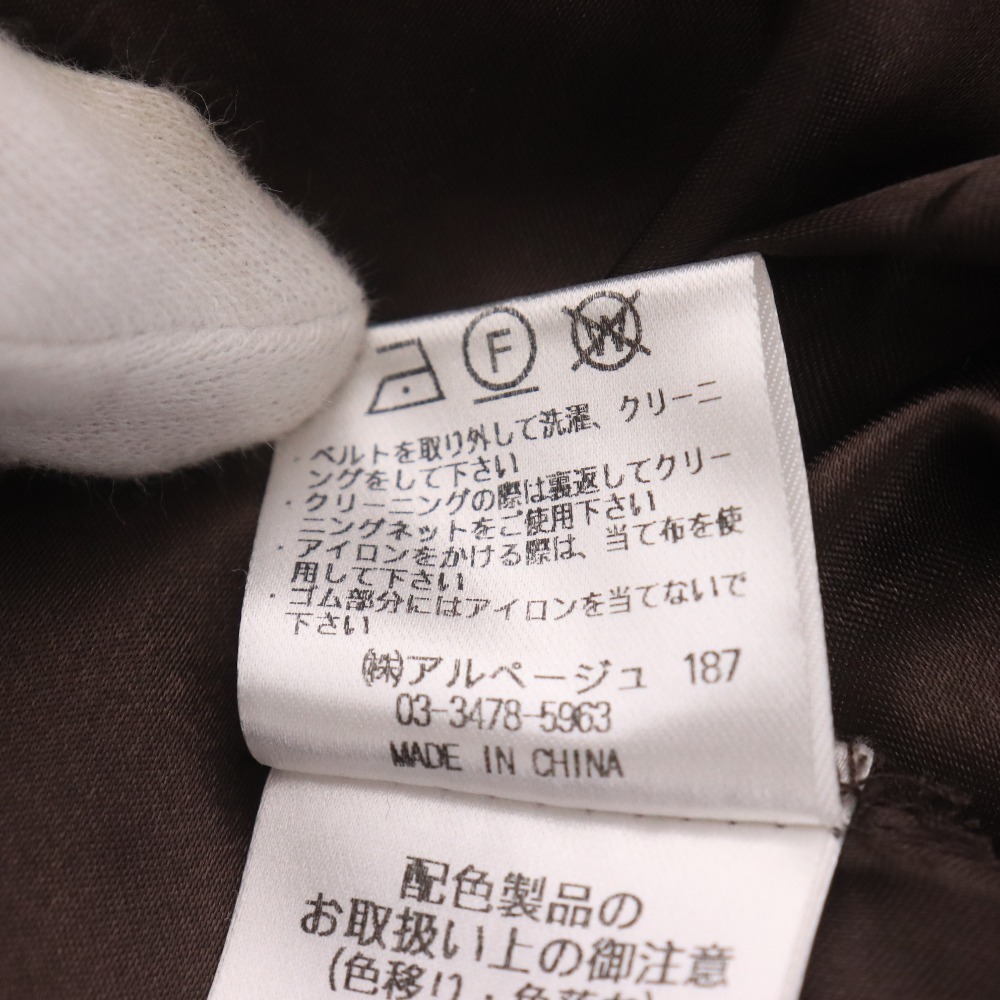 F W
・ベルトを取り外して洗濯、クリーニ
ングをして下さい
・クリーニングの際は裏返してクリー
ニングネットをご使用下さい
・アイロンをかける際は、当て布を使
用して下さい
・ゴム部分にはアイロンを当てないで
下さい
㈱アルページュ 187
03-3478-5963
MADE IN CHINA
配色製品の
お取扱い上の御注意
(色移り・色落ち)